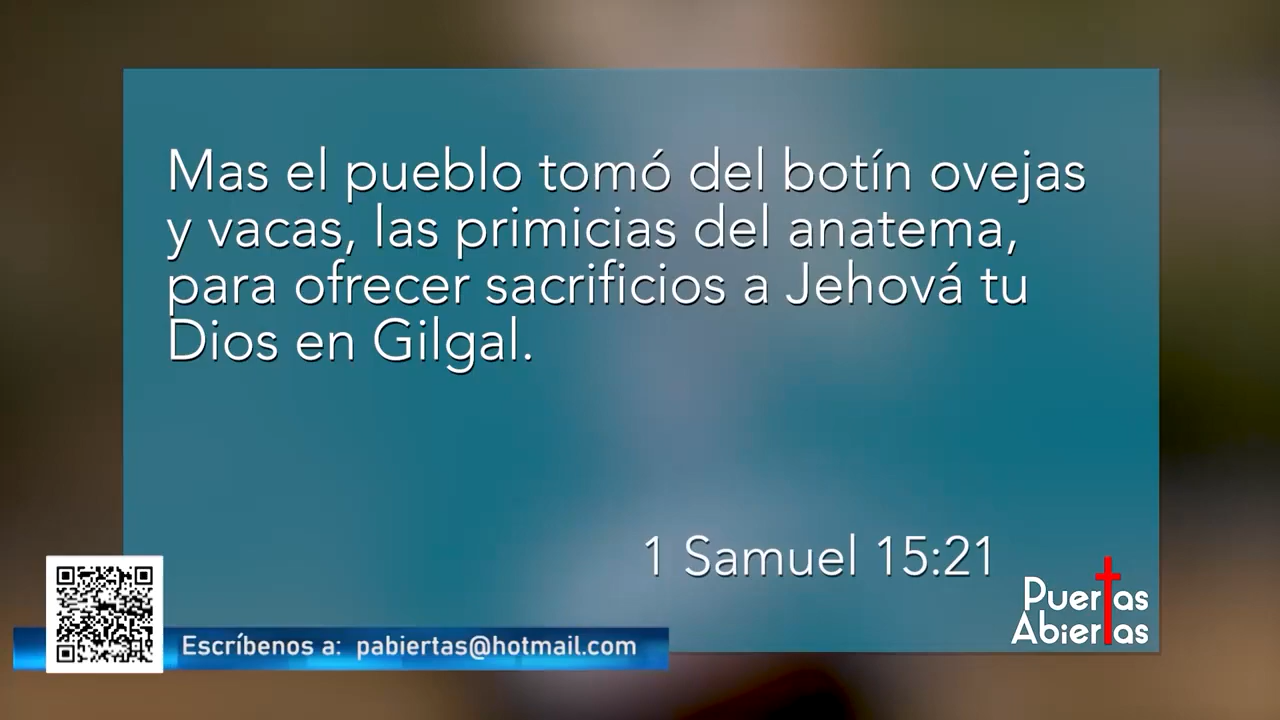 Mas el pueblo tomó del botín ovejas
y vacas, las primicias del anatema,
para ofrecer sacrificios a Jehová tu
Dios en Gilgal.
1 Samuel 15:21
Puertas
Abiertas
Escríbenos a: pabiertas@hotmail.com